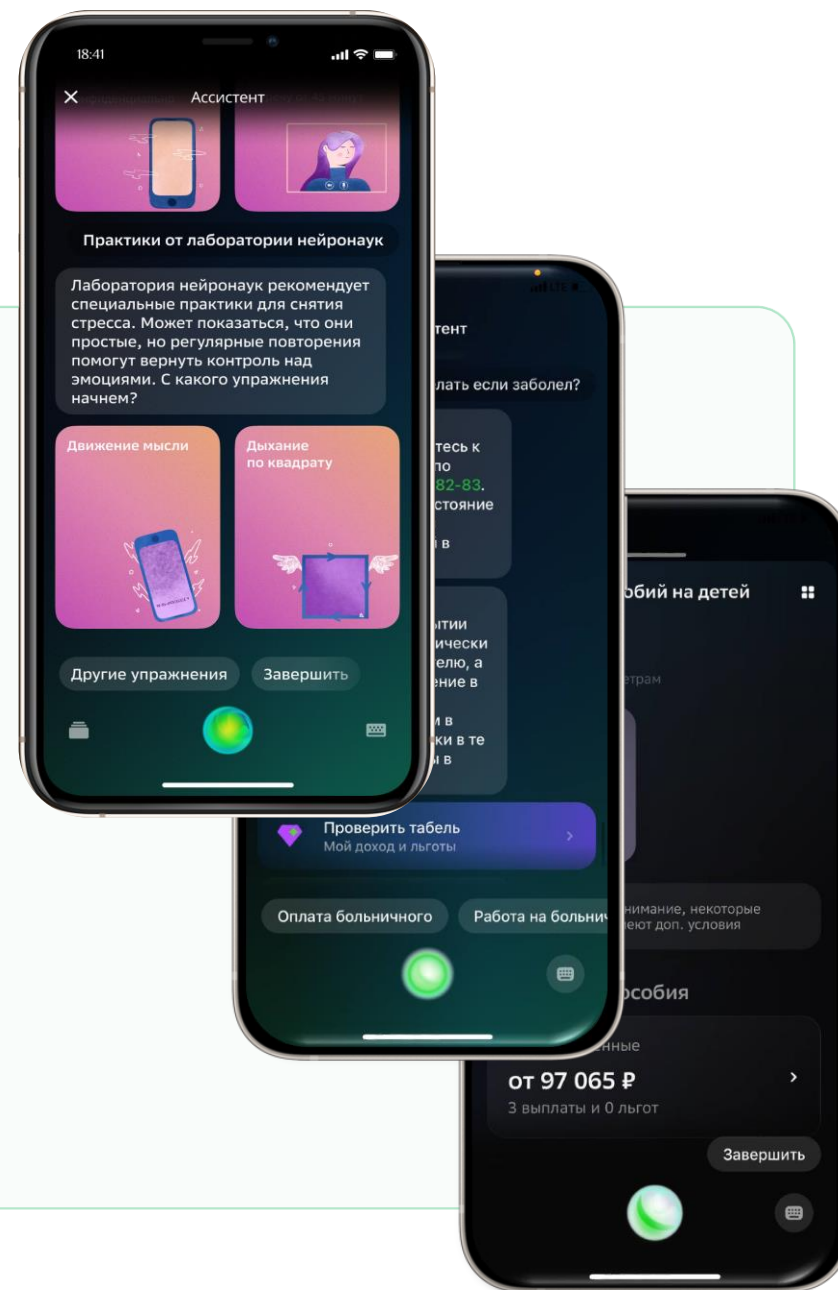 18:41
Ассистент
Практики от лаборатории нейронаук
Лаборатория нейронаук рекомендует
специальные практики для снятия
стресса. Может показаться, что они
простые, но регулярные повторения
помогут вернуть контроль над
эмоциями. С какого упражнения
начнем?
Движение мысли
Дыхание
по квадрату
Другие упражнения
Завершить
тент
лать если заболел?
тесь к
по
82-83.
стояние
в
ытии
ически
елю, а
ение в
м в
ки в те
ы в
Проверить табель
Мой доход и льготы
Оплата больничного
Работа на больнич
обий на детей
етрам
нимание, некоторые
еют доп. условия
особия
нные
от 97 065 ₽
3 выплаты и 0 льгот
Завершить